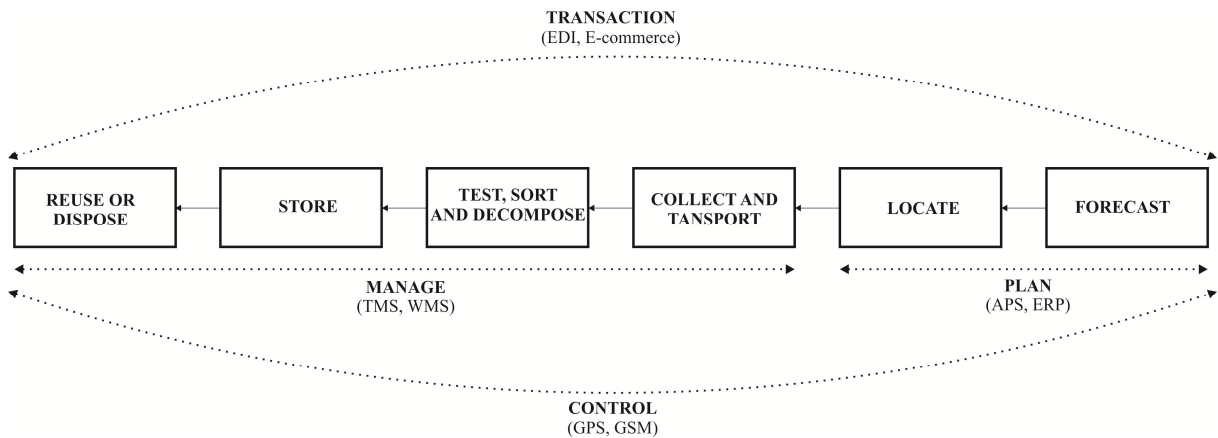 TRANSACTION
(EDI, E-commerce)
REUSE OR
DISPOSE
STORE
TEST, SORT
AND DECOMPOSE
COLLECT AND
TANSPORT
LOCATE
FORECAST
MANAGE
(TMS, WMS)
PLAN
(APS, ERP)
CONTROL
(GPS, GSM)